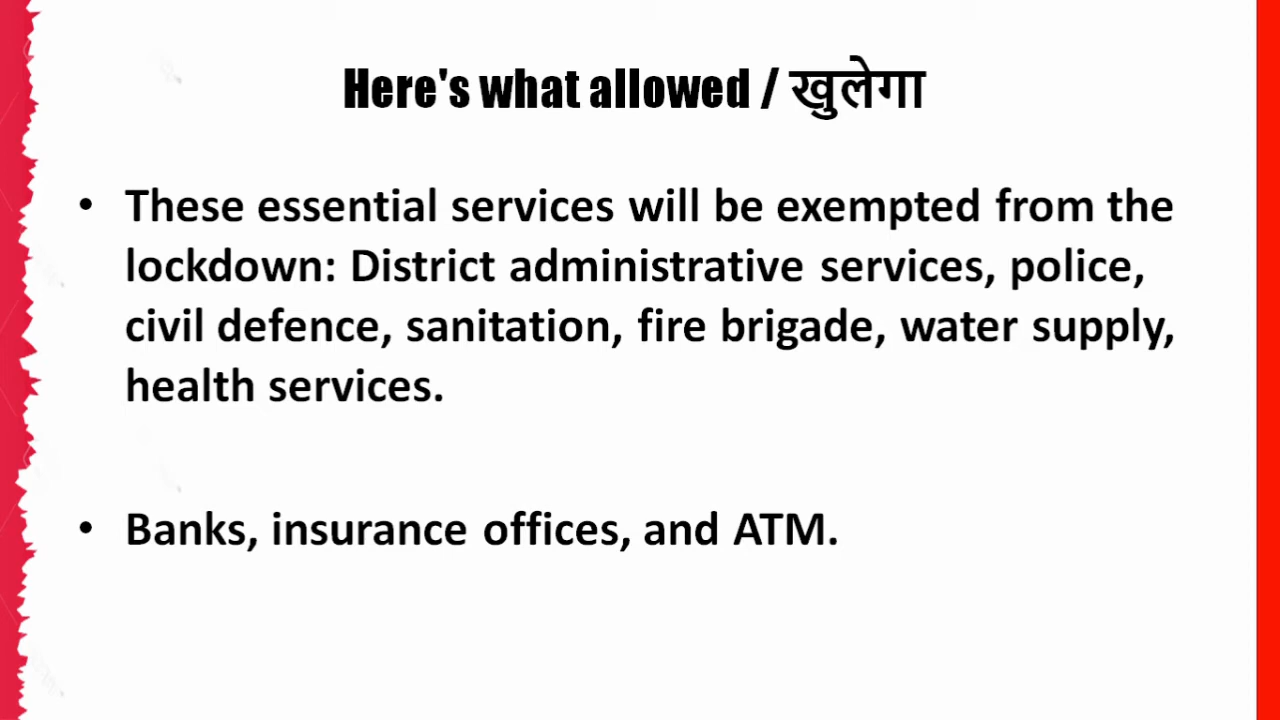 Here's what allowed / खुलेगा
• These essential services will be exempted from the
lockdown: District administrative services, police,
civil defence, sanitation, fire brigade, water supply,
health services.
• Banks, insurance offices, and ATM.